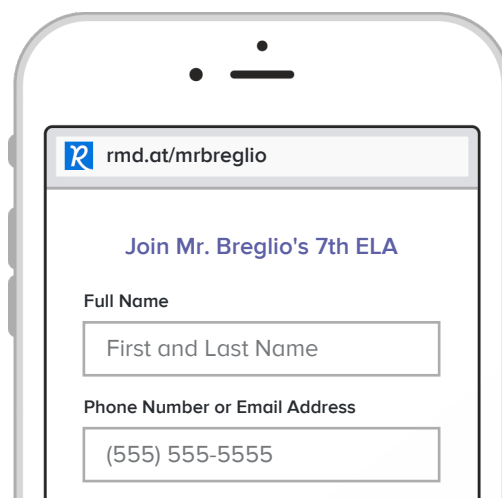 rmd.at/mrbreglio
Join Mr. Breglio's 7th ELA
Full Name
First and Last Name
Phone Number or Email Address
(555) 555-5555